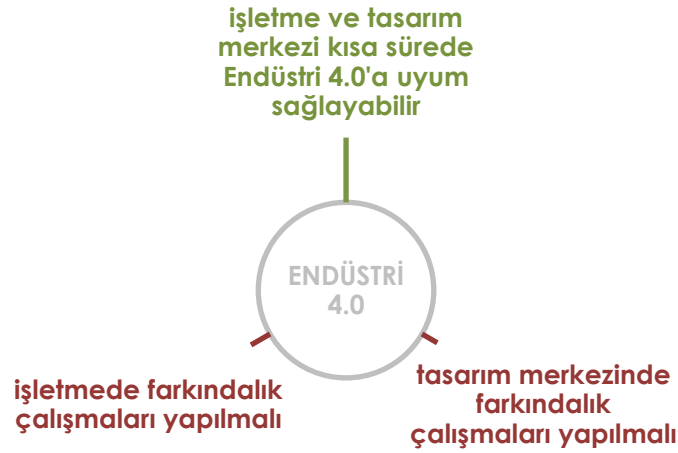 işletme ve tasarım
merkezi kısa sürede
Endüstri 4.0'a uyum
sağlayabilir
ENDÜSTRİ
4.0
işletmede farkındalık
çalışmaları yapılmalı
tasarım merkezinde
farkındalık
çalışmaları yapılmalı